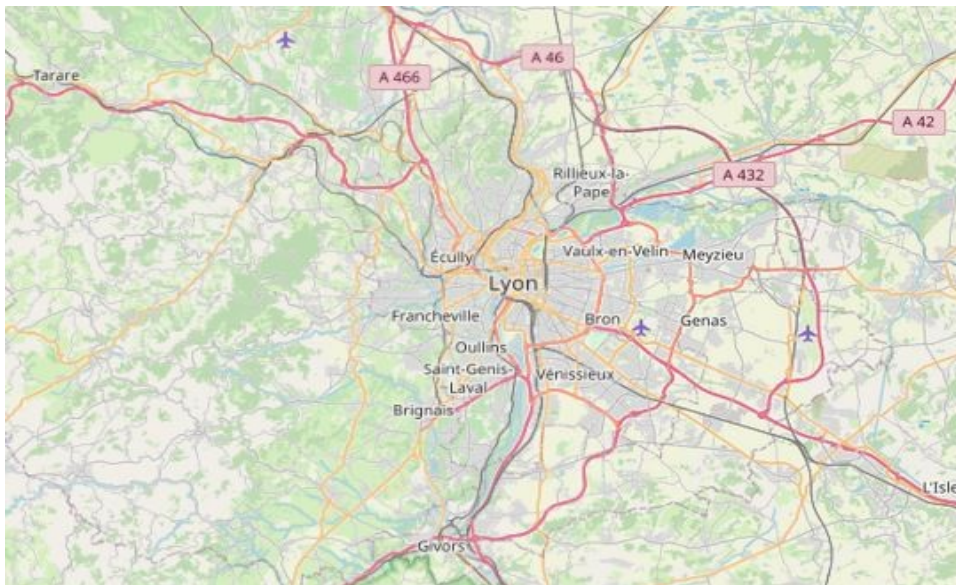 A 46
Tarare
A 466
A 42
Rillieux-la-
Pape
A 432
Écully
Vaulx-en-Velin
Meyzieu
Lyon
Francheville
Bron
Genas
Oullins
Saint-Genis-
Laval
Vénissieux
Brignais
L'Isle
Givors